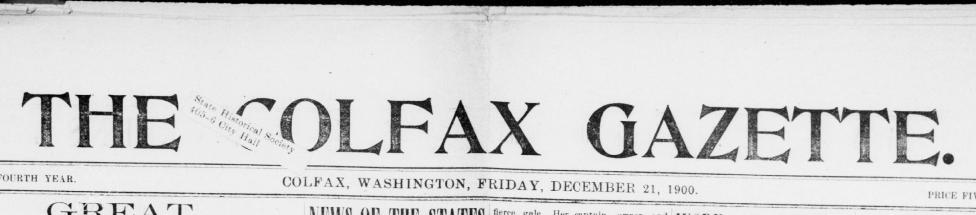 THE COLFAX GAZETTE.
State Historical Society
405-6 City Hall
FOURTH YEAR.
COLFAX, WASHINGTON, FRIDAY, DECEMBER 21, 1900.
PRICE FIV
GREAT
NEWS OF THE STATES
fierce gale. Her captain,